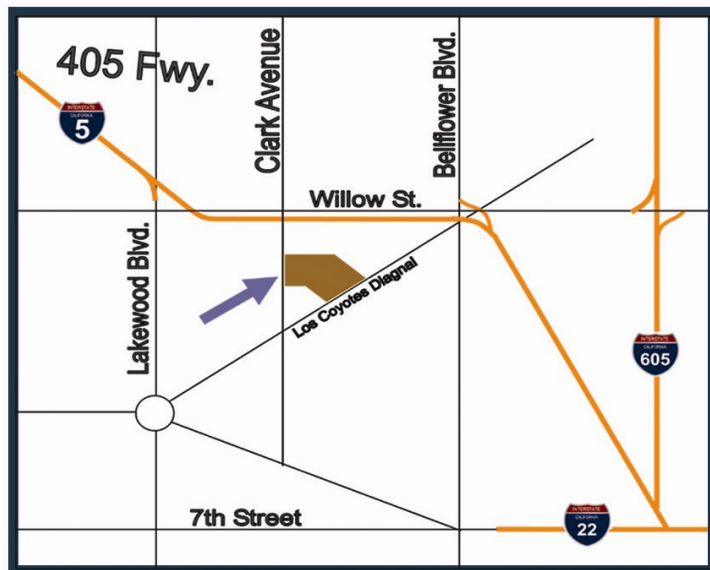 405 Fwy.
INTERSTATE
CALIFORNIA
5
Clark Avenue
Bellflower Blvd.
Willow St.
Lakewood Blvd.
Los Coyotes Diagnal
INTERSTATE
CALIFORNIA
605
7th Street
INTERSTATE
CALIFORNIA
22